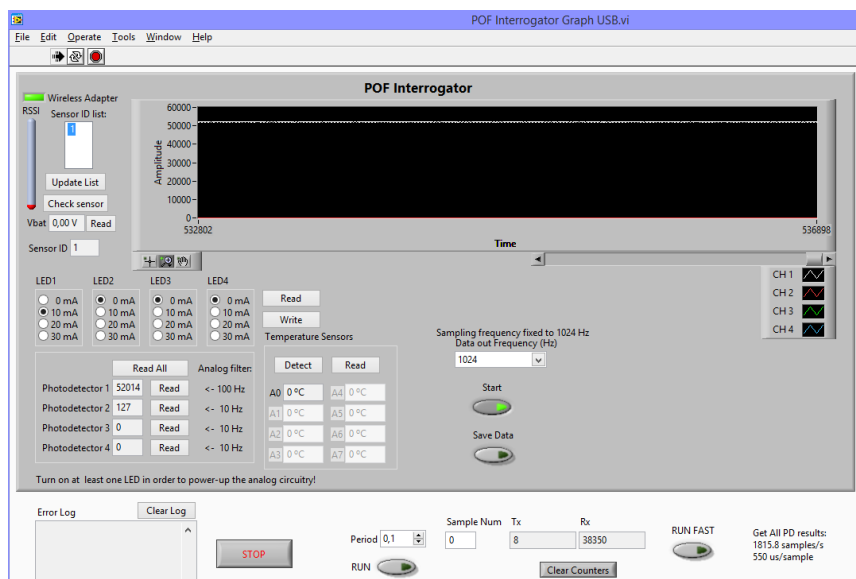 POF Interrogator Graph USB.vi
File Edit Operate Tools Window Help
POF Interrogator
Wireless Adapter
RSSI Sensor ID list:
1
Update List
Check sensor
Vbat 0,00 V Read
Sensor ID 1
Amplitude
60000
50000
40000
30000
20000
10000
0
532802 536898
Time
CH 1
CH 2
CH 3
CH 4
LED1 LED2 LED3 LED4
0 mA 0 mA 0 mA 0 mA
10 mA 10 mA 10 mA 10 mA
20 mA 20 mA 20 mA 20 mA
30 mA 30 mA 30 mA 30 mA
Read
Write
Temperature Sensors
Detect Read
A0 0 ºC A4 0 ºC
A1 0 ºC A5 0 ºC
A2 0 ºC A6 0 ºC
A3 0 ºC A7 0 ºC
Read All Analog filter:
Photodetector 1 52014 Read <- 100 Hz
Photodetector 2 127 Read <- 10 Hz
Photodetector 3 0 Read <- 10 Hz
Photodetector 4 0 Read <- 10 Hz
Turn on at least one LED in order to power-up the analog circuitry!
Sampling frequency fixed to 1024 Hz
Data out Frequency (Hz)
1024
Start
Save Data
Error Log Clear Log
STOP
Period 0,1
RUN
Sample Num Tx Rx
0 8 38350
Clear Counters
RUN FAST
Get All PD results:
1815.8 samples/s
550 us/sample